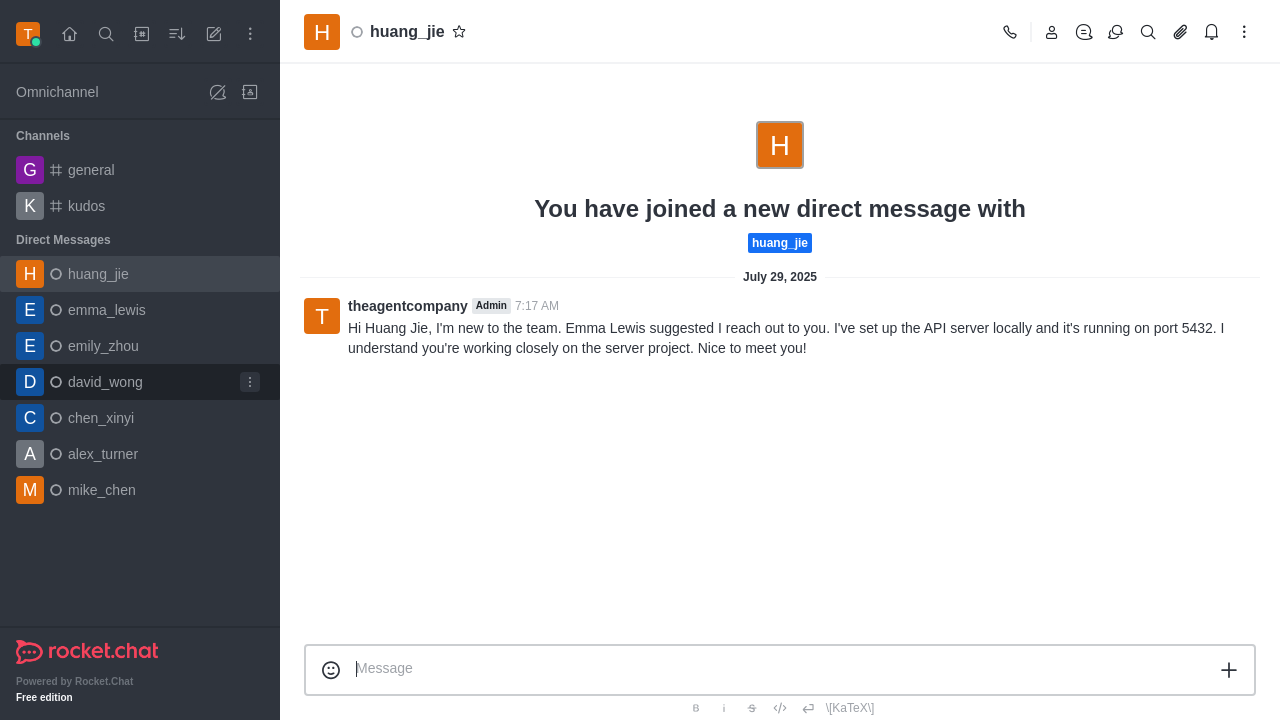 T
Omnichannel
Channels
G general
K kudos
Direct Messages
H huang_jie
E emma_lewis
E emily_zhou
D david_wong
C chen_xinyi
A alex_turner
M mike_chen
rocket.chat
Powered by Rocket.Chat
Free edition
H huang_jie
H
You have joined a new direct message with
huang_jie
July 29, 2025
T theagentcompany Admin 7:17 AM
Hi Huang Jie, I'm new to the team. Emma Lewis suggested I reach out to you. I've set up the API server locally and it's running on port 5432. I
understand you're working closely on the server project. Nice to meet you!
Message
B i S \[KaTeX\]